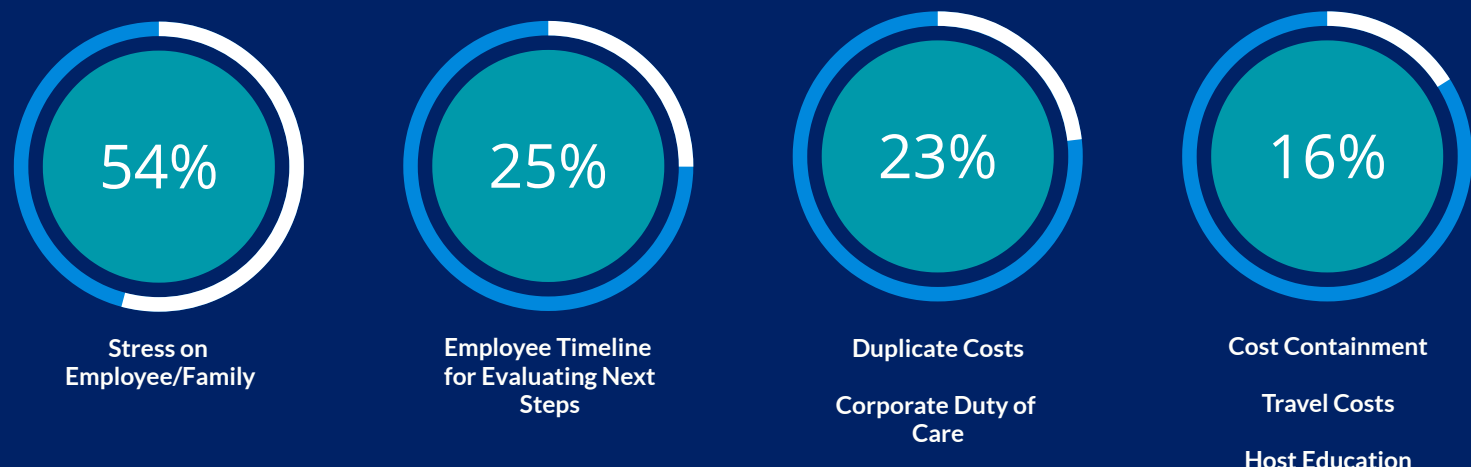 54%
25%
23%
16%
Stress on
Employee/Family
Employee Timeline
for Evaluating Next
Steps
Duplicate Costs
Corporate Duty of
Care
Cost Containment
Travel Costs
Host Education